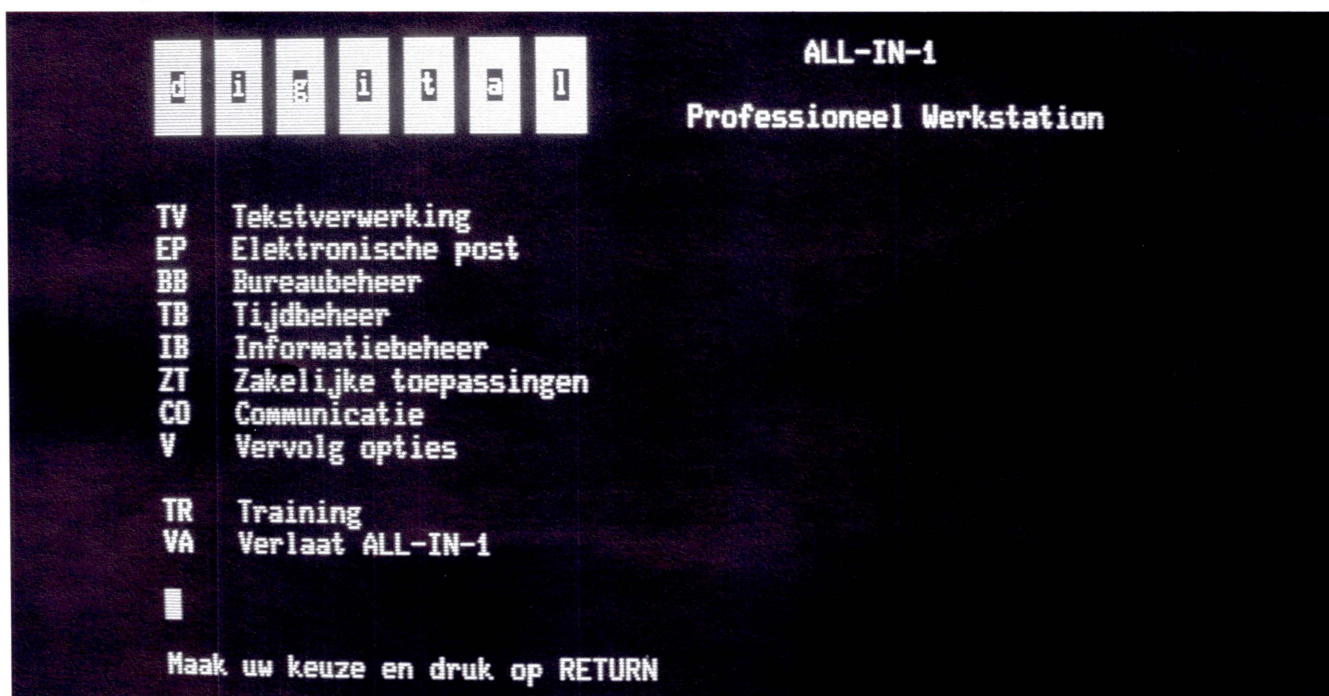 digital
ALL-IN-1
Professioneel Werkstation
TV Tekstverwerking
EP Elektronische post
BB Bureaubeheer
TB Tijdbeheer
IB Informatiebeheer
ZT Zakelijke toepassingen
CO Communicatie
V Vervolg opties
TR Training
VA Verlaat ALL-IN-1
Maak uw keuze en druk op RETURN